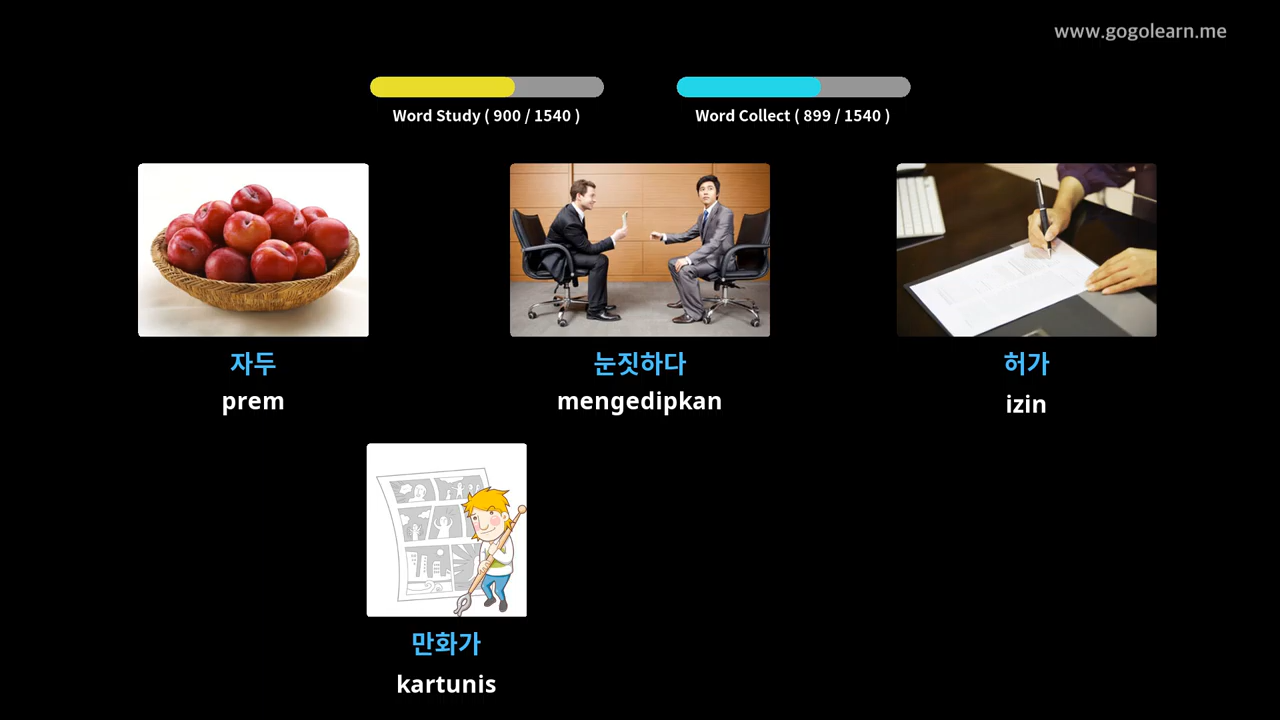 www.gogolearn.me
Word Study ( 900 / 1540 )
Word Collect ( 899 / 1540 )
자두
prem
눈짓하다
mengedipkan
허가
izin
만화가
kartunis